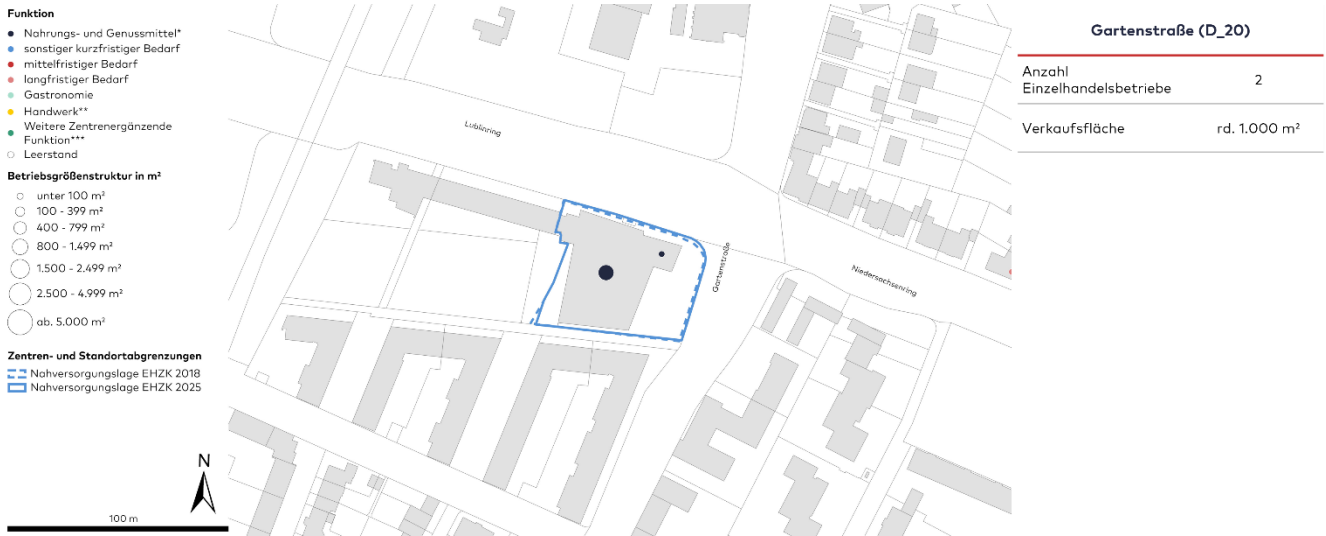 Funktion
Nahrungs- und Genussmittel*
sonstiger kurzfristiger Bedarf
mittelfristiger Bedarf
langfristiger Bedarf
Gastronomie
Handwerk**
Weitere Zentrenergänzende
Funktion***
Leerstand
Betriebsgrößenstruktur in m²
unter 100 m²
100 - 399 m²
400 - 799 m²
800 - 1.499 m²
1.500 - 2.499 m²
2.500 - 4.999 m²
ab. 5.000 m²
Zentren- und Standortabgrenzungen
Nahversorgungslage EHZK 2018
Nahversorgungslage EHZK 2025
N
100 m
Lublinring
Gartenstraße
Niedersachsenring
Gartenstraße (D_20)
Anzahl
Einzelhandelsbetriebe 2
Verkaufsfläche rd. 1.000 m²